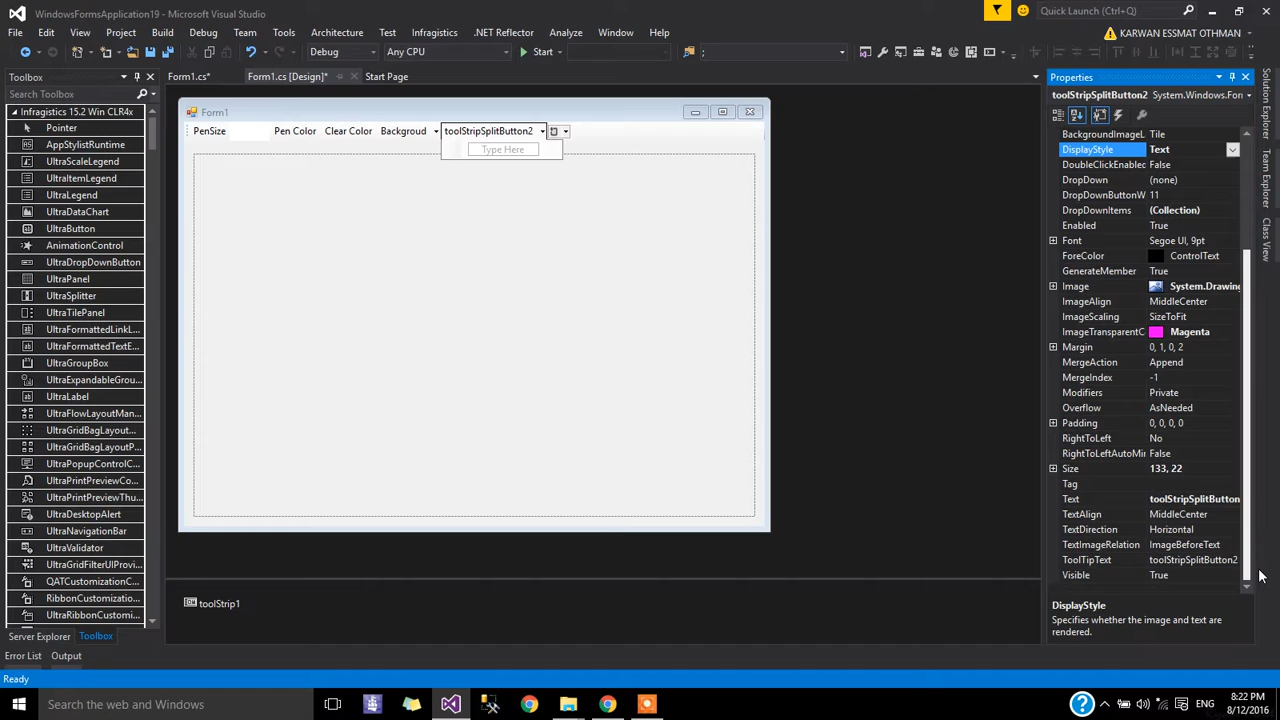 WindowsFormsApplication19 - Microsoft Visual Studio
Quick Launch (Ctrl+Q)
File Edit View Project Build Debug Team Tools Architecture Test .NET Reflector Infragistics Analyze Window Help
KARWAN ESSMAT OTHMAN
Debug Any CPU Start ;
Toolbox
Form1.cs* Form1.cs [Design]* Start Page
Properties
Search Toolbox
toolStripSplitButton2 System.Windows.For
Infragistics 15.2 Win CLR4x
Pointer
AppStylistRuntime
UltraScaleLegend
UltraItemLegend
UltraLegend
UltraDataChart
UltraButton
AnimationControl
UltraDropDownButton
UltraPanel
UltraSplitter
UltraTilePanel
UltraFormattedLinkL...
UltraFormattedTextE...
UltraGroupBox
UltraExpandableGrou...
UltraLabel
UltraFlowLayoutMan...
UltraGridBagLayout...
UltraGridBagLayoutP...
UltraPopupControlC...
UltraPrintPreviewCo...
UltraPrintPreviewThu...
UltraDesktopAlert
UltraNavigationBar
UltraValidator
UltraGridFilterUIProvi...
QATCustomizationC...
RibbonCustomizatio...
UltraRibbonCustomi...
Server Explorer Toolbox
Error List Output
Form1
PenSize Pen Color Clear Color Backgroud toolStripSplitButton2
Type Here
toolStrip1
BackgroundImageL Tile
DisplayStyle Text
DoubleClickEnabled False
DropDown (none)
DropDownButtonW 11
DropDownItems (Collection)
Enabled True
Font Segoe UI, 9pt
ForeColor ControlText
GenerateMember True
Image System.Drawing
ImageAlign MiddleCenter
ImageScaling SizeToFit
ImageTransparentC Magenta
Margin 0, 1, 0, 2
MergeAction Append
MergeIndex -1
Modifiers Private
Overflow AsNeeded
Padding 0, 0, 0, 0
RightToLeft No
RightToLeftAutoMir False
Size 133, 22
Tag
Text toolStripSplitButton
TextAlign MiddleCenter
TextDirection Horizontal
TextImageRelation ImageBeforeText
ToolTipText toolStripSplitButton2
Visible True
DisplayStyle
Specifies whether the image and text are
rendered.
Solution Explorer
Team Explorer
Class View
Ready
Search the Web and Windows
ENG
8:22 PM
8/12/2016